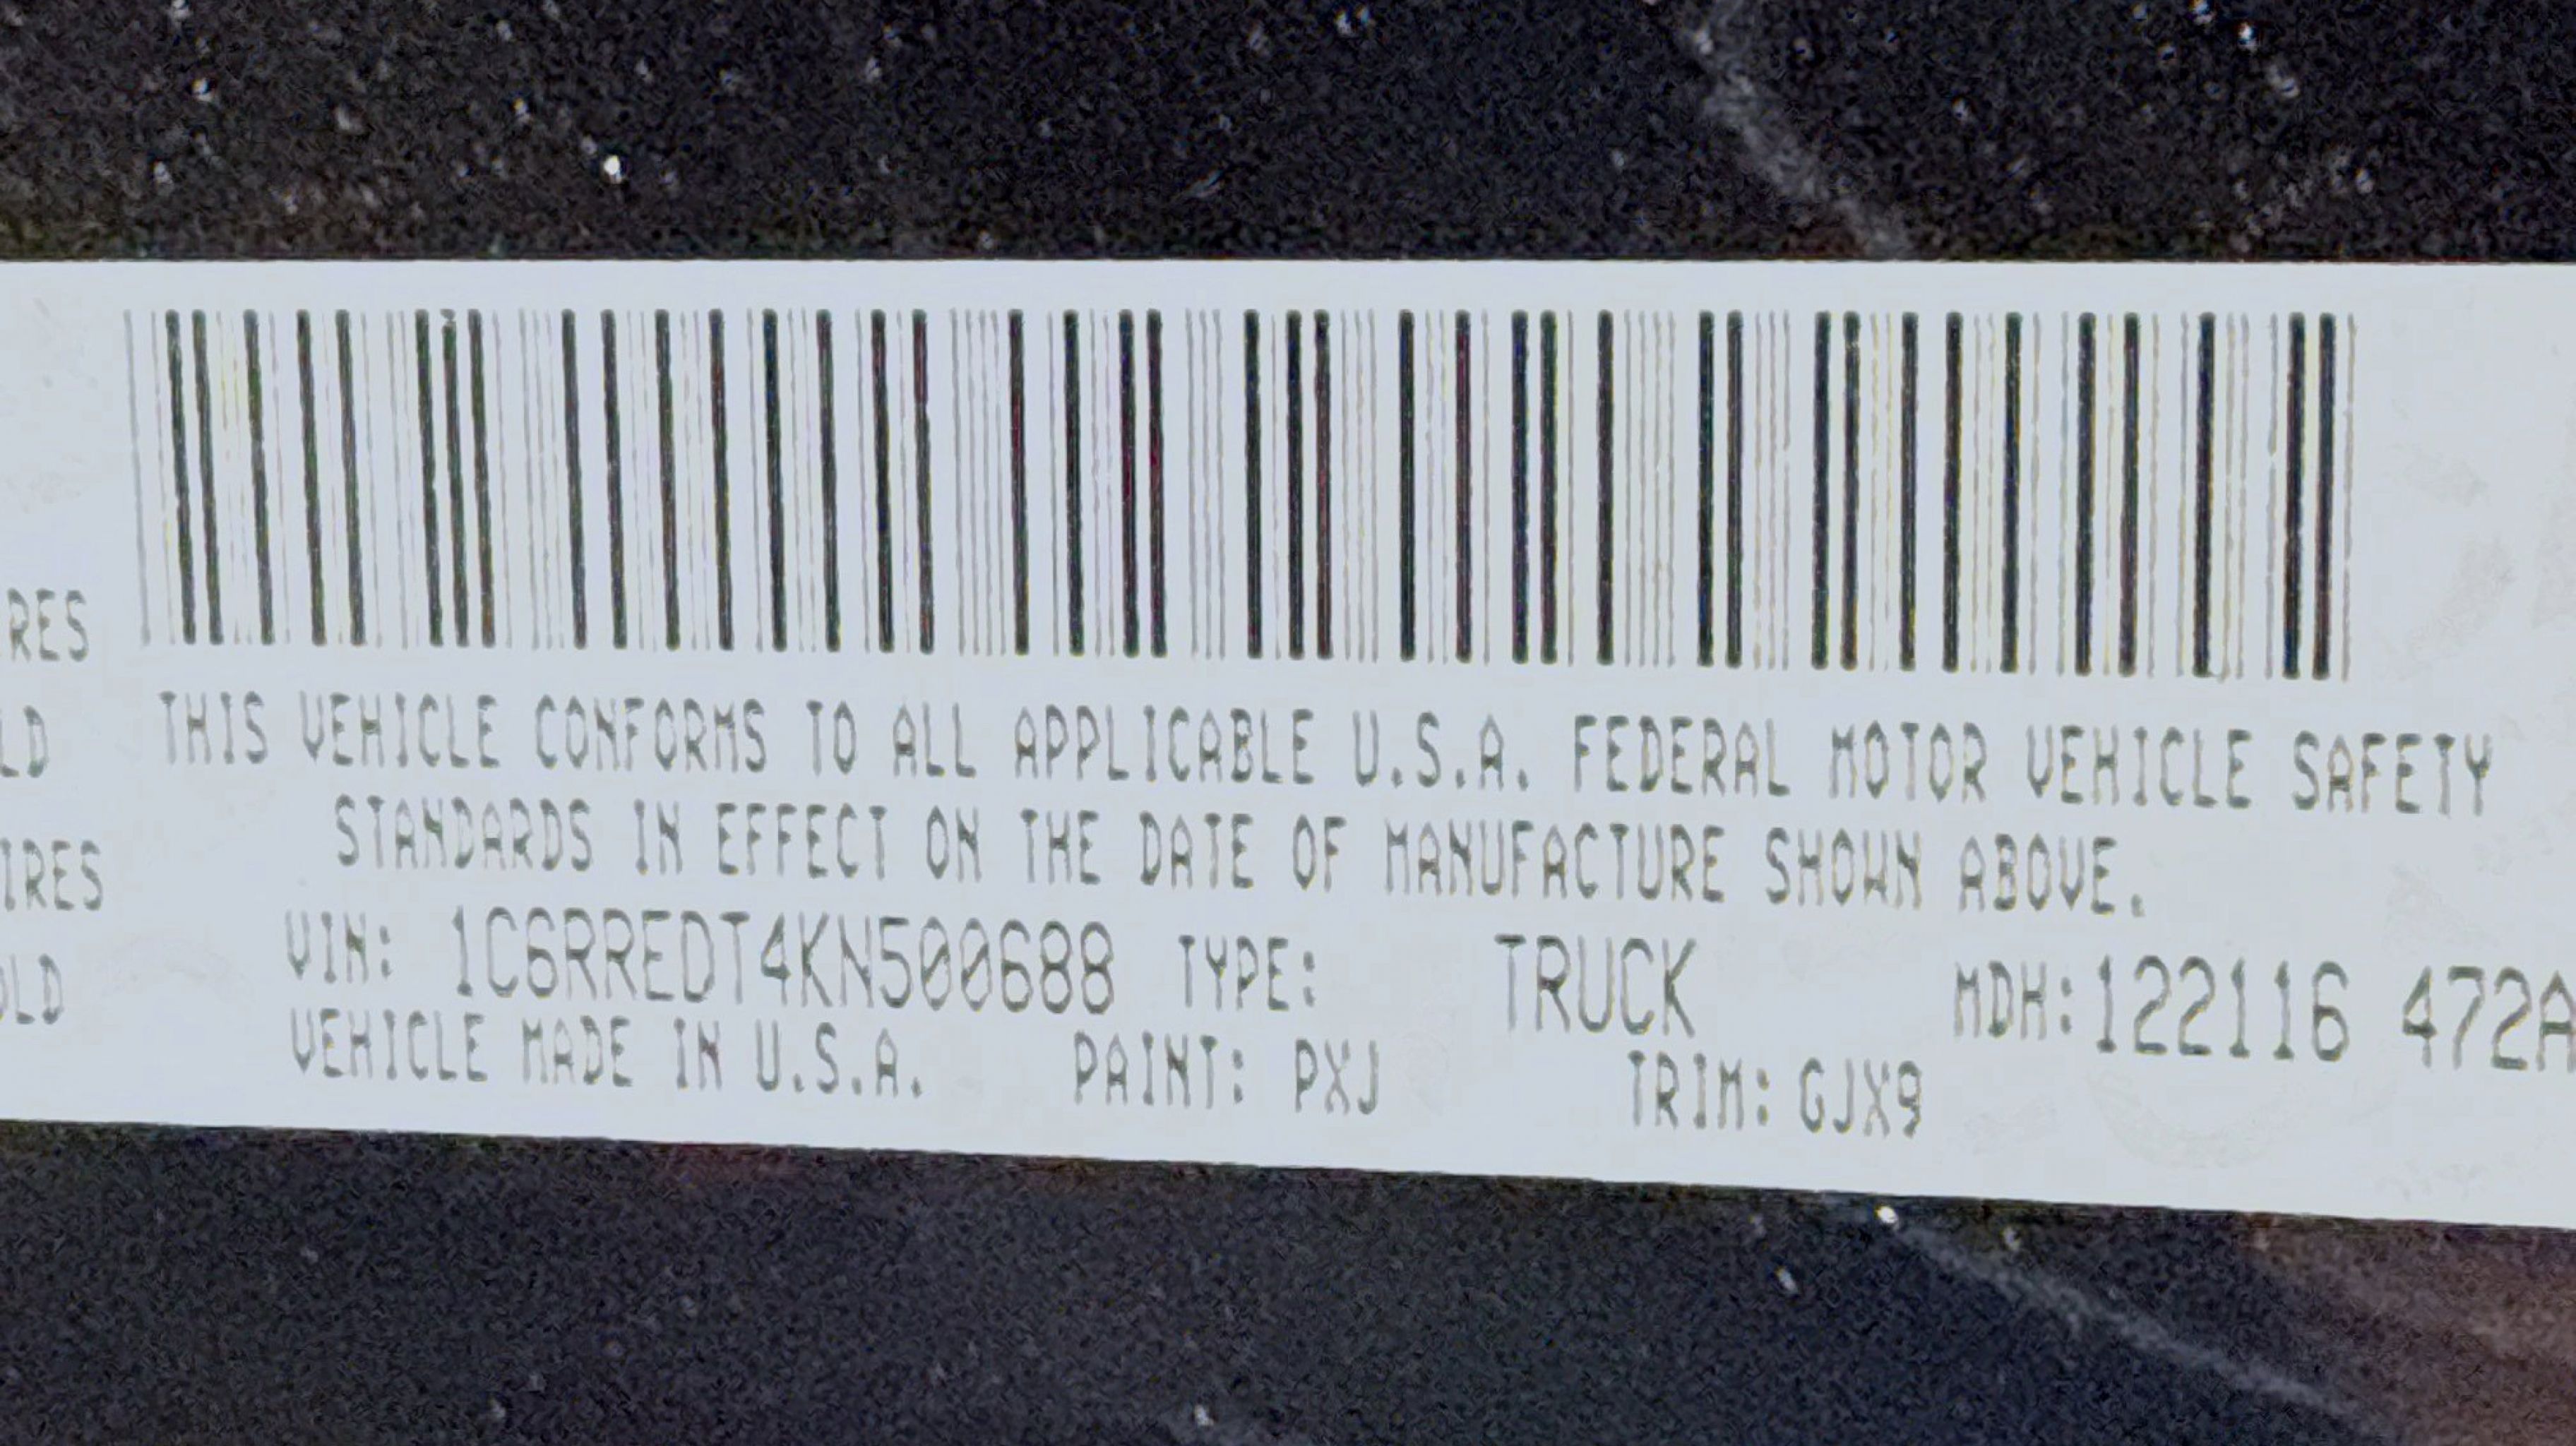 RES
LD
THIS VEHICLE CONFORMS TO ALL APPLICABLE U.S.A. FEDERAL MOTOR VEHICLE SAFETY
STANDARDS IN EFFECT ON THE DATE OF MANUFACTURE SHOWN ABOVE.
IRES
OLD
VIN: 1C6RREDT4KN500688 TYPE: TRUCK MDH:122116 472A
VEHICLE MADE IN U.S.A. PAINT: PXJ TRIM: GJX9